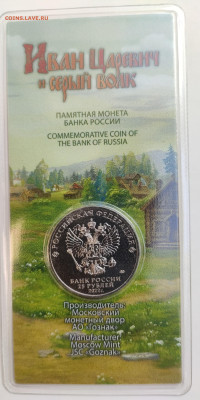 COINS.LAVE.RU
Иван Царевич
и серый волк
ПАМЯТНАЯ МОНЕТА
БАНКА РОССИИ
COMMEMORATIVE COIN OF
THE BANK OF RUSSIA
РОССИЙСКАЯ ФЕДЕРАЦИЯ
БАНК РОССИИ
25 РУБЛЕЙ
Производитель:
Московский
монетный двор
АО "Гознак"
Manufacturer:
Moscow Mint
JSC "Goznak"